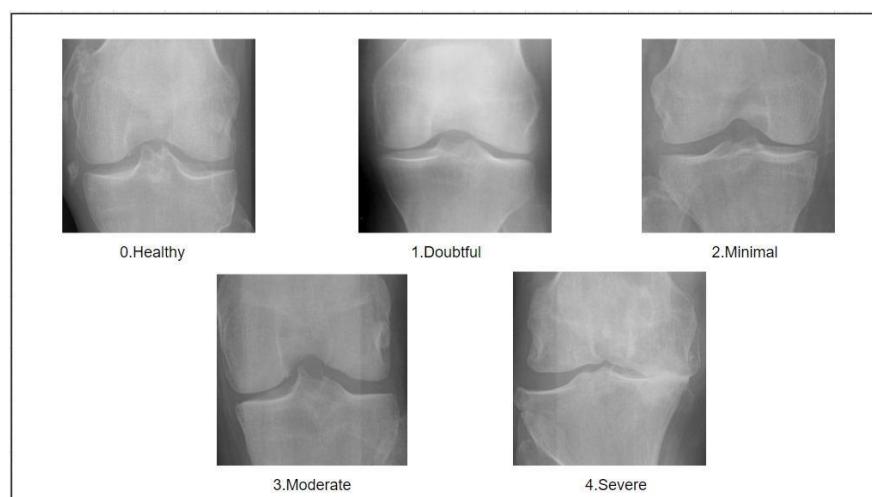 0.Healthy
1.Doubtful
2.Minimal
3.Moderate
4.Severe